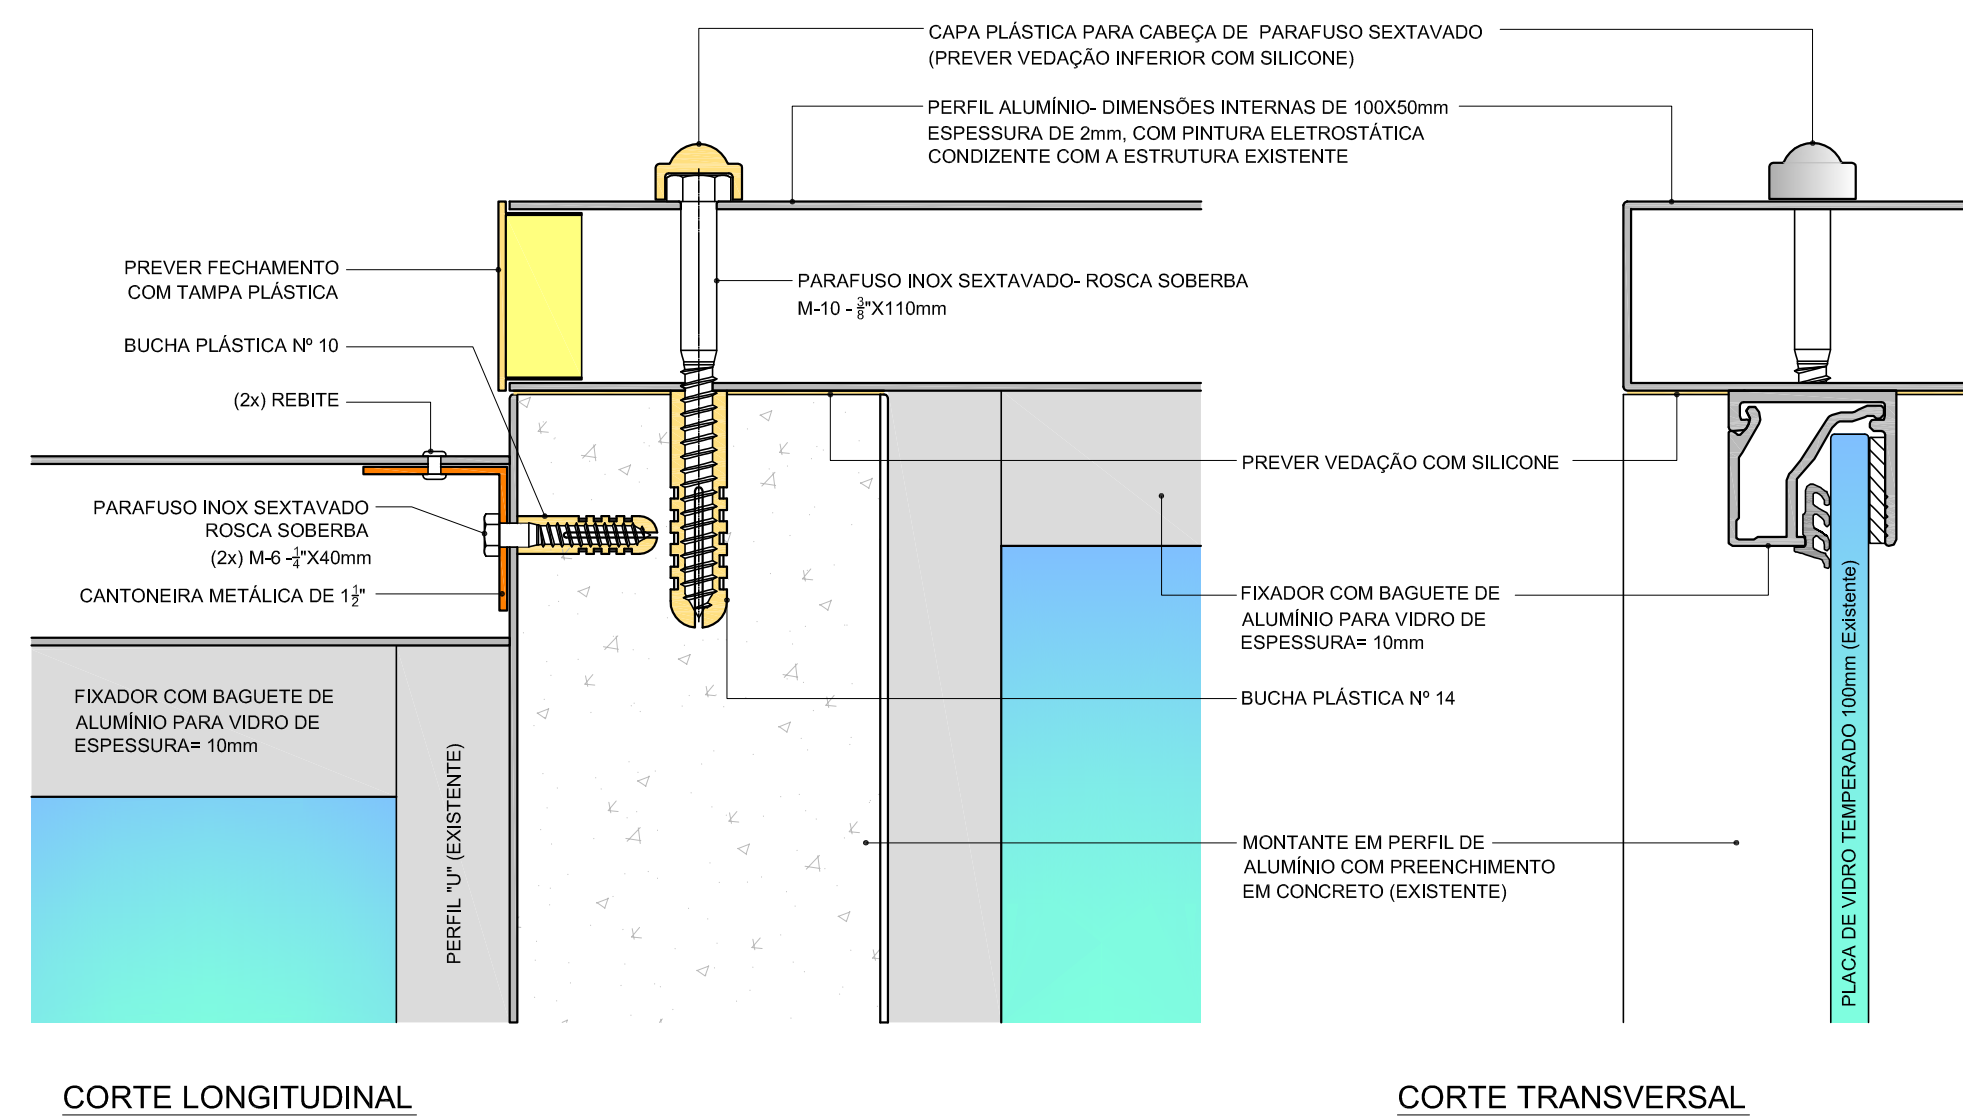 CAPA PLÁSTICA PARA CABEÇA DE PARAFUSO SEXTAVADO
(PREVER VEDAÇÃO INFERIOR COM SILICONE)
PERFIL ALUMÍNIO- DIMENSÕES INTERNAS DE 100X50mm
ESPESSURA DE 2mm, COM PINTURA ELETROSTÁTICA
CONDIZENTE COM A ESTRUTURA EXISTENTE
PREVER FECHAMENTO
COM TAMPA PLÁSTICA
PARAFUSO INOX SEXTAVADO- ROSCA SOBERBA
M-10 - 3/8"X110mm
BUCHA PLÁSTICA Nº 10
(2x) REBITE
PREVER VEDAÇÃO COM SILICONE
PARAFUSO INOX SEXTAVADO
ROSCA SOBERBA
(2x) M-6 -1/4"X40mm
CANTONEIRA METÁLICA DE 1 1/2"
FIXADOR COM BAGUETE DE
ALUMÍNIO PARA VIDRO DE
ESPESSURA= 10mm
BUCHA PLÁSTICA Nº 14
FIXADOR COM BAGUETE DE
ALUMÍNIO PARA VIDRO DE
ESPESSURA= 10mm
PERFIL "U" (EXISTENTE)
MONTANTE EM PERFIL DE
ALUMÍNIO COM PREENCHIMENTO
EM CONCRETO (EXISTENTE)
PLACA DE VIDRO TEMPERADO 100mm (Existente)
CORTE LONGITUDINAL
CORTE TRANSVERSAL